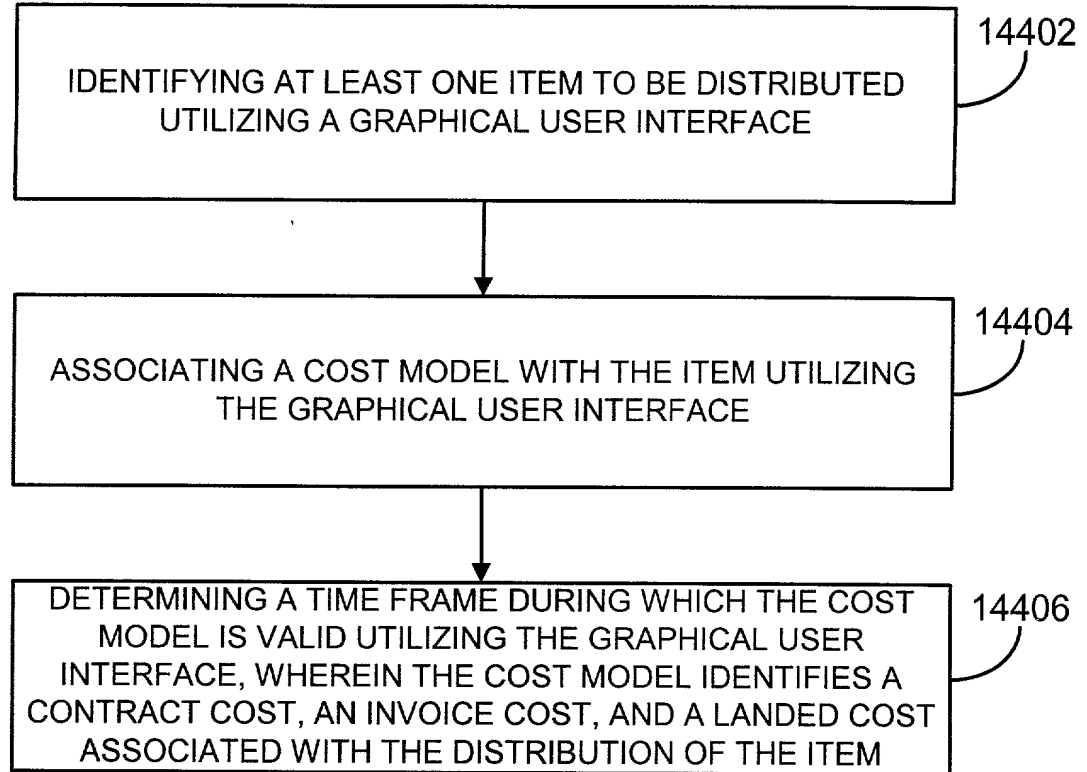 14402
IDENTIFYING AT LEAST ONE ITEM TO BE DISTRIBUTED
UTILIZING A GRAPHICAL USER INTERFACE
14404
ASSOCIATING A COST MODEL WITH THE ITEM UTILIZING
THE GRAPHICAL USER INTERFACE
14406
DETERMINING A TIME FRAME DURING WHICH THE COST
MODEL IS VALID UTILIZING THE GRAPHICAL USER
INTERFACE, WHEREIN THE COST MODEL IDENTIFIES A
CONTRACT COST, AN INVOICE COST, AND A LANDED COST
ASSOCIATED WITH THE DISTRIBUTION OF THE ITEM